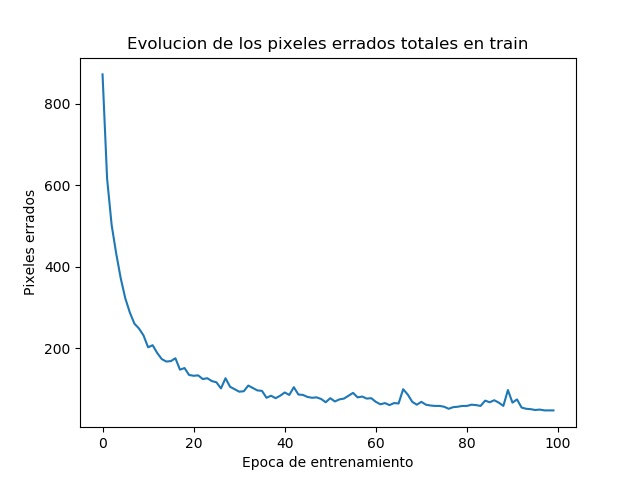 Evolucion de los pixeles errados totales en train
Pixeles errados
800
600
400
200
0 20 40 60 80 100
Epoca de entrenamiento